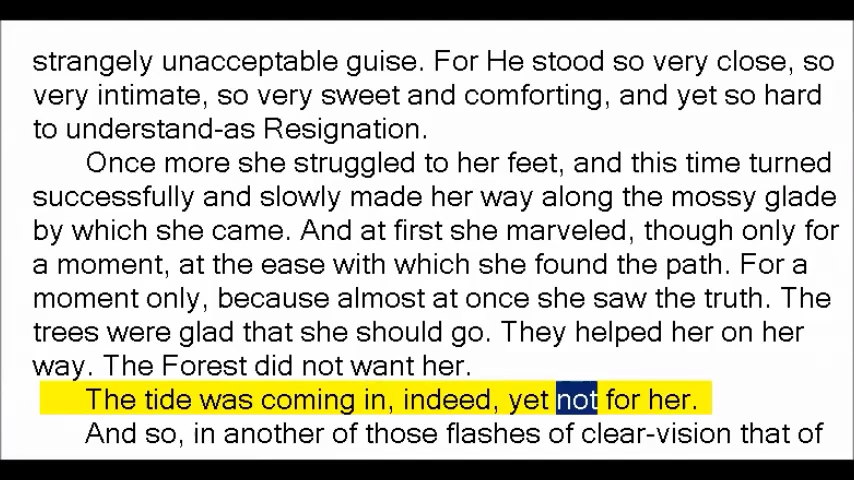 strangely unacceptable guise. For He stood so very close, so
very intimate, so very sweet and comforting, and yet so hard
to understand-as Resignation.
Once more she struggled to her feet, and this time turned
successfully and slowly made her way along the mossy glade
by which she came. And at first she marveled, though only for
a moment, at the ease with which she found the path. For a
moment only, because almost at once she saw the truth. The
trees were glad that she should go. They helped her on her
way. The Forest did not want her.
The tide was coming in, indeed, yet not for her.
And so, in another of those flashes of clear-vision that of